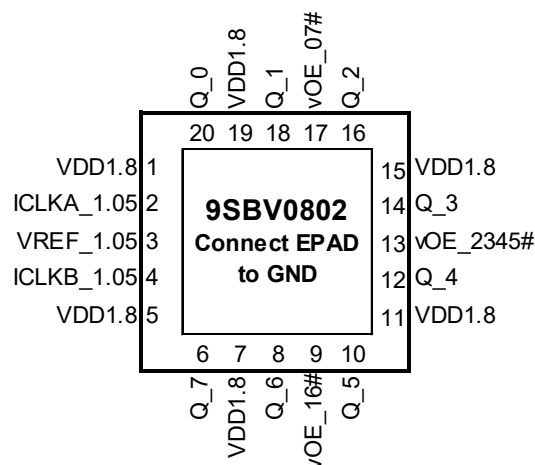 Q_0
VDD1.8
Q_1
vOE_07#
Q_2
20 19 18 17 16
VDD1.8 1
ICLKA_1.05 2
VREF_1.05 3
ICLKB_1.05 4
VDD1.8 5
9SBV0802
Connect EPAD
to GND
15 VDD1.8
14 Q_3
13 vOE_2345#
12 Q_4
11 VDD1.8
6 7 8 9 10
Q_7
VDD1.8
Q_6
vOE_16#
Q_5